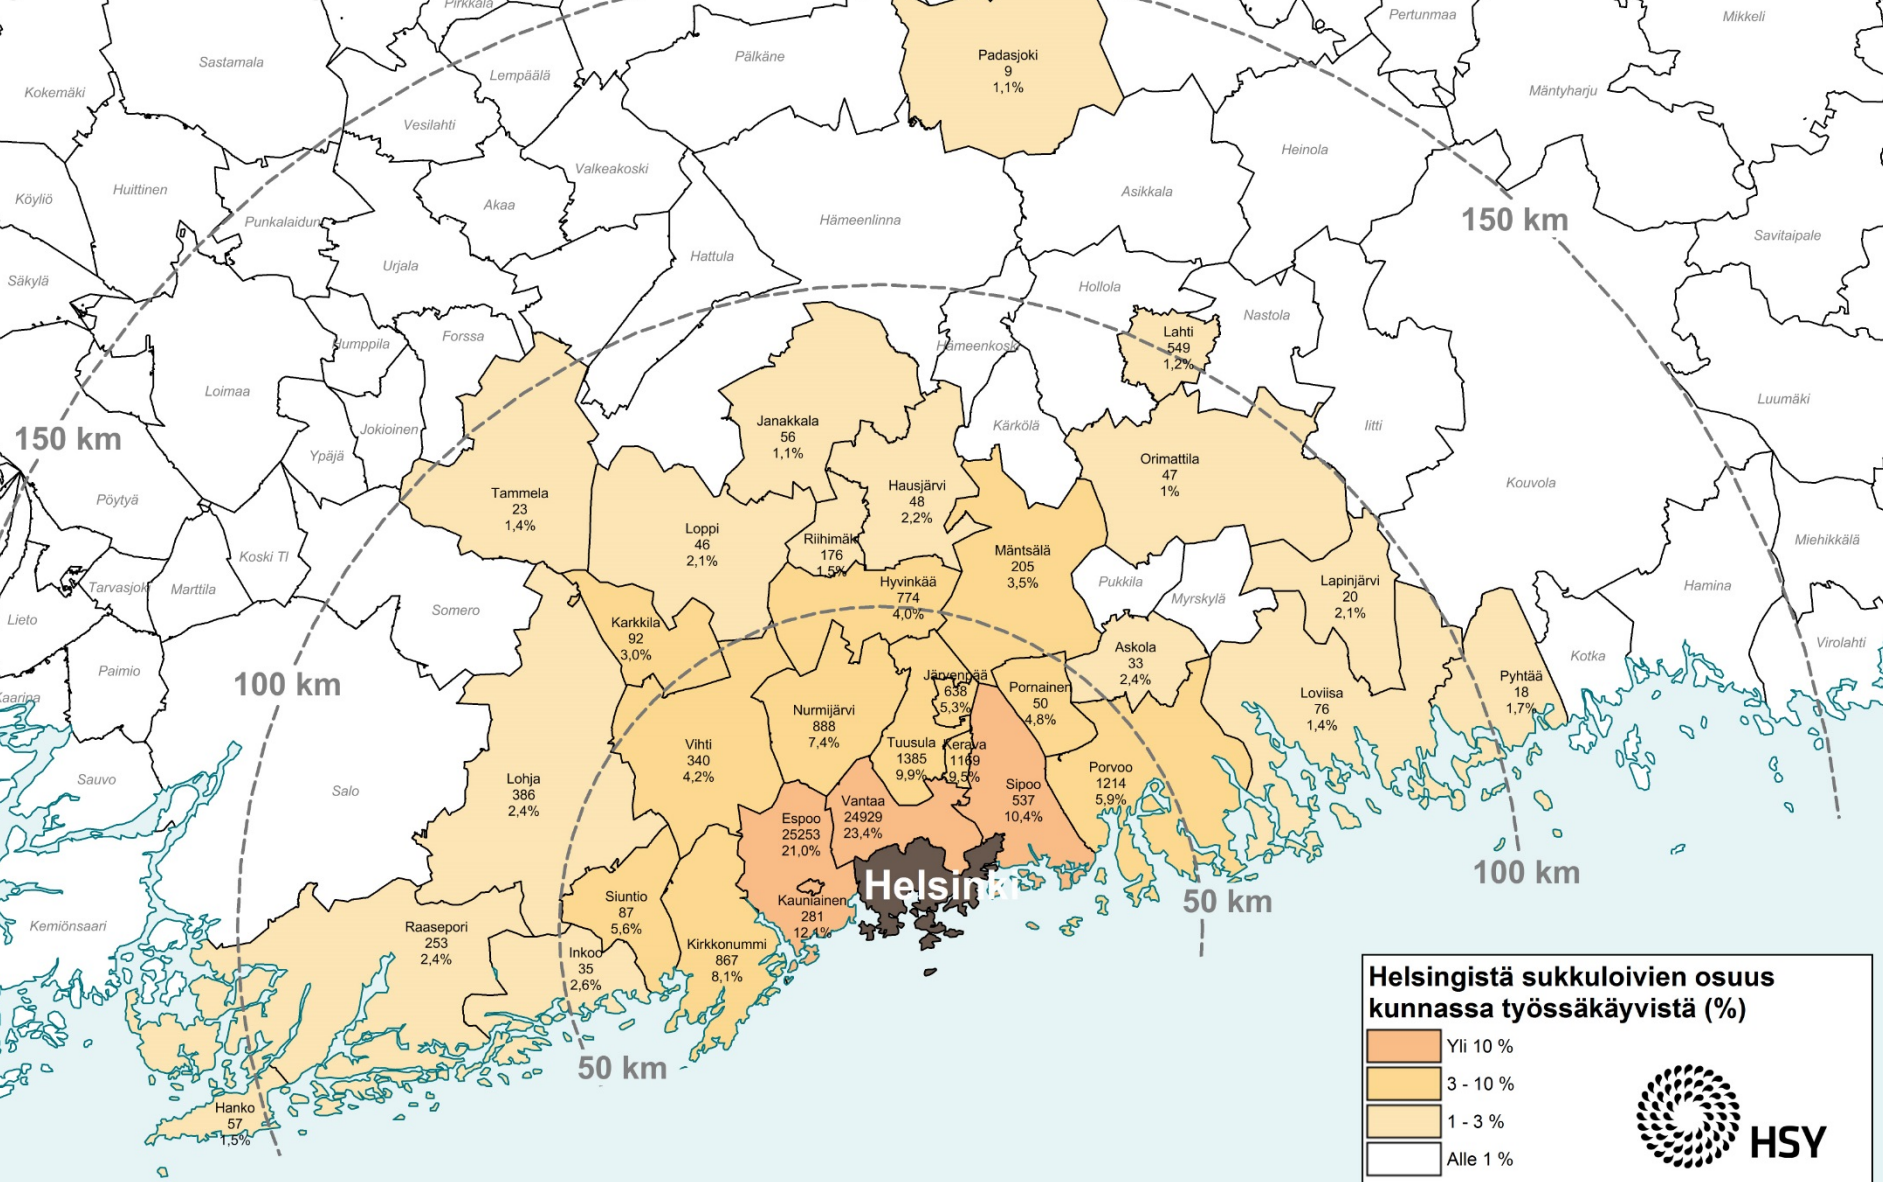 Pirkkala
Pertunmaa
Mikkeli
Sastamala
Pälkäne
Padasjoki
9
1,1%
Lempäälä
Kokemäki
Mäntyharju
Vesilahti
Heinola
Valkeakoski
Huittinen
Asikkala
Köyliö
Akaa
Punkalaidun
Hämeenlinna
150 km
Savitaipale
Hattula
Urjala
Säkylä
Hollola
Nastola
Forssa
Humppila
Hämeenkoski
Lahti
549
1,2%
Loimaa
Luumäki
Jokioinen
Janakkala
56
1,1%
Kärkölä
Iitti
150 km
Ypäjä
Orimattila
47
1%
Kouvola
Hausjärvi
48
2,2%
Tammela
23
1,4%
Pöytyä
Loppi
46
2,1%
Riihimäki
176
1,5%
Mäntsälä
205
3,5%
Miehikkälä
Koski Tl
Tarvasjoki
Marttila
Hyvinkää
774
4,0%
Pukkila
Myrskylä
Lapinjärvi
20
2,1%
Hamina
Somero
Lieto
Karkkila
92
3,0%
Askola
33
2,4%
Virolahti
Kotka
Paimio
100 km
Järvenpää
638
5,3%
Pornainen
50
4,8%
Loviisa
76
1,4%
Pyhtää
18
1,7%
Kaarina
Nurmijärvi
888
7,4%
Vihti
340
4,2%
Tuusula
1385
9,9%
Kerava
1169
9,5%
Sauvo
Salo
Lohja
386
2,4%
Porvoo
1214
5,9%
Sipoo
537
10,4%
Espoo
25253
21,0%
Vantaa
24929
23,4%
100 km
Helsinki
50 km
Kauniainen
281
12,1%
Siuntio
87
5,6%
Kemiönsaari
Raasepori
253
2,4%
Kirkkonummi
867
8,1%
Inkoo
35
2,6%
50 km
Hanko
57
1,5%
Helsingistä sukkuloivien osuus
kunnassa työssäkäyvistä (%)
Yli 10 %
3 - 10 %
1 - 3 %
Alle 1 %
HSY